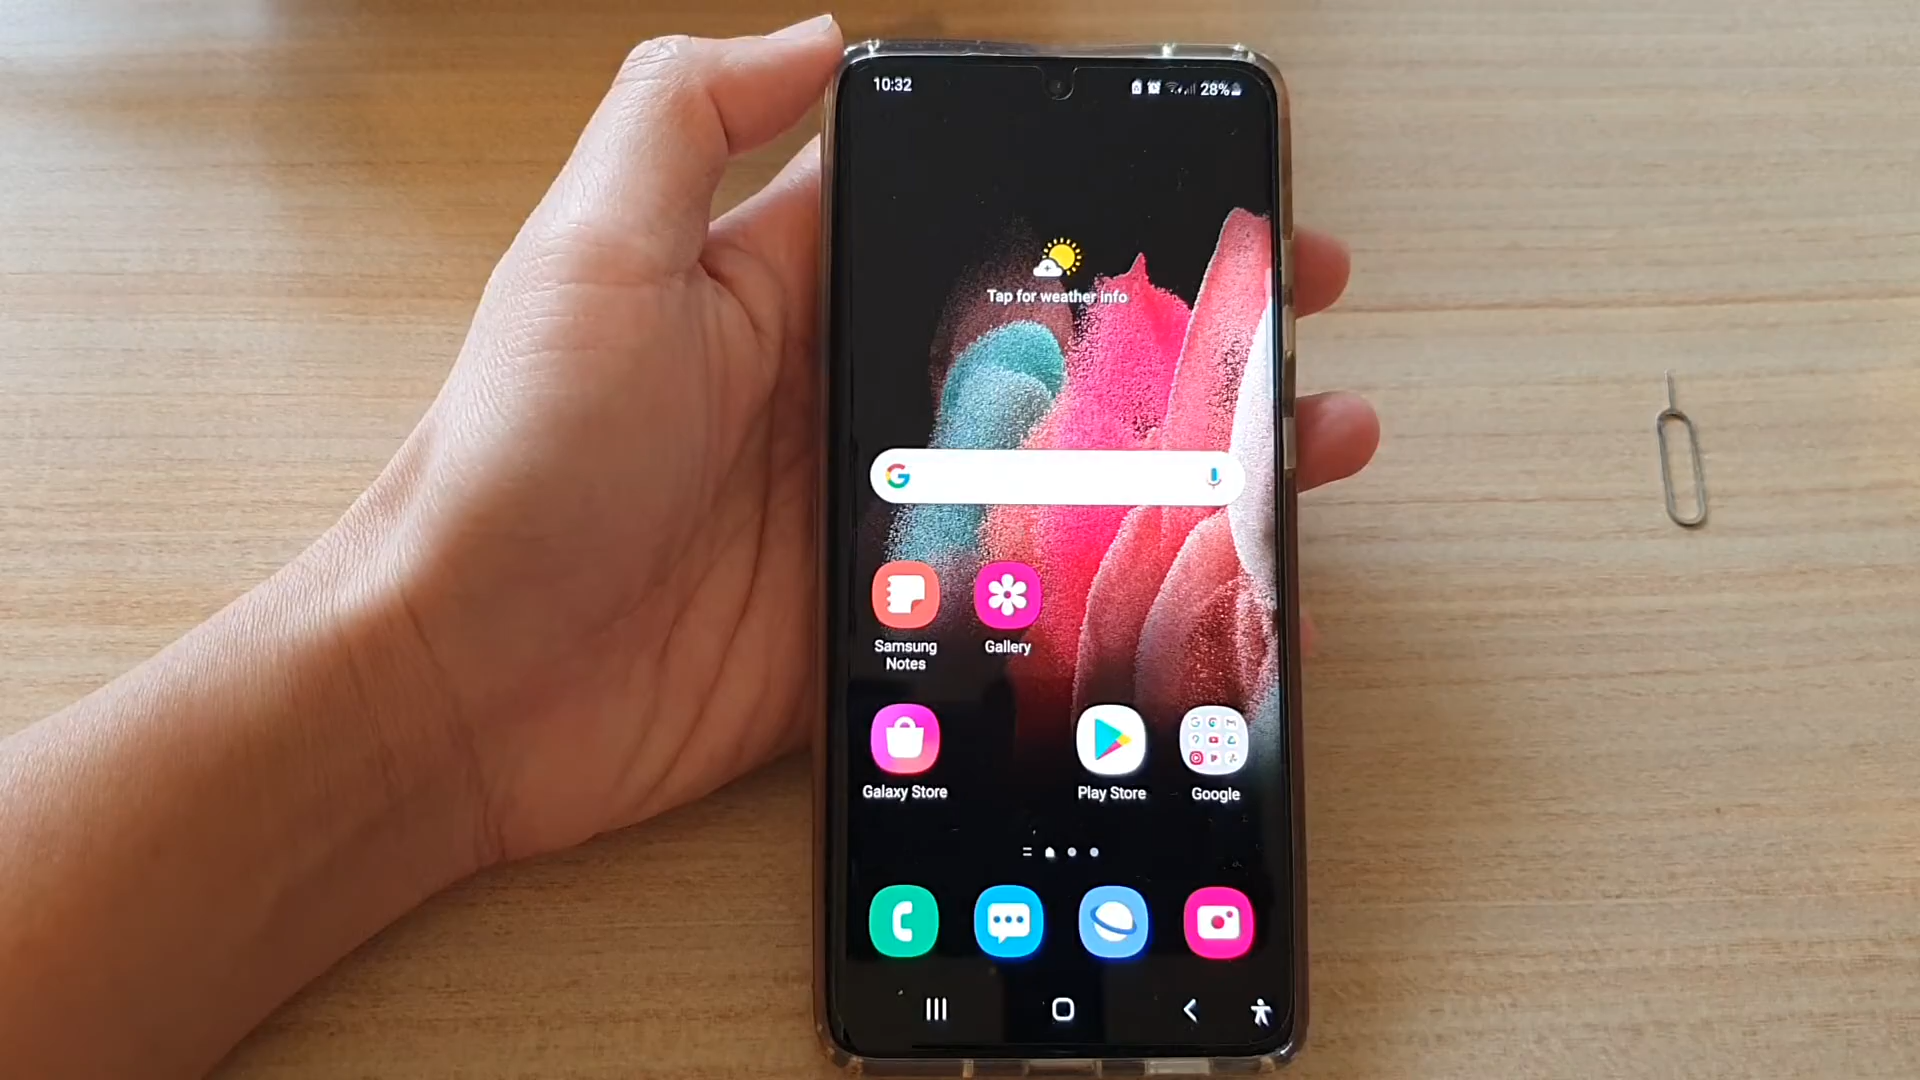 10:32
28%
Tap for weather info
G
Samsung
Notes
Gallery
Galaxy Store
Play Store
Google